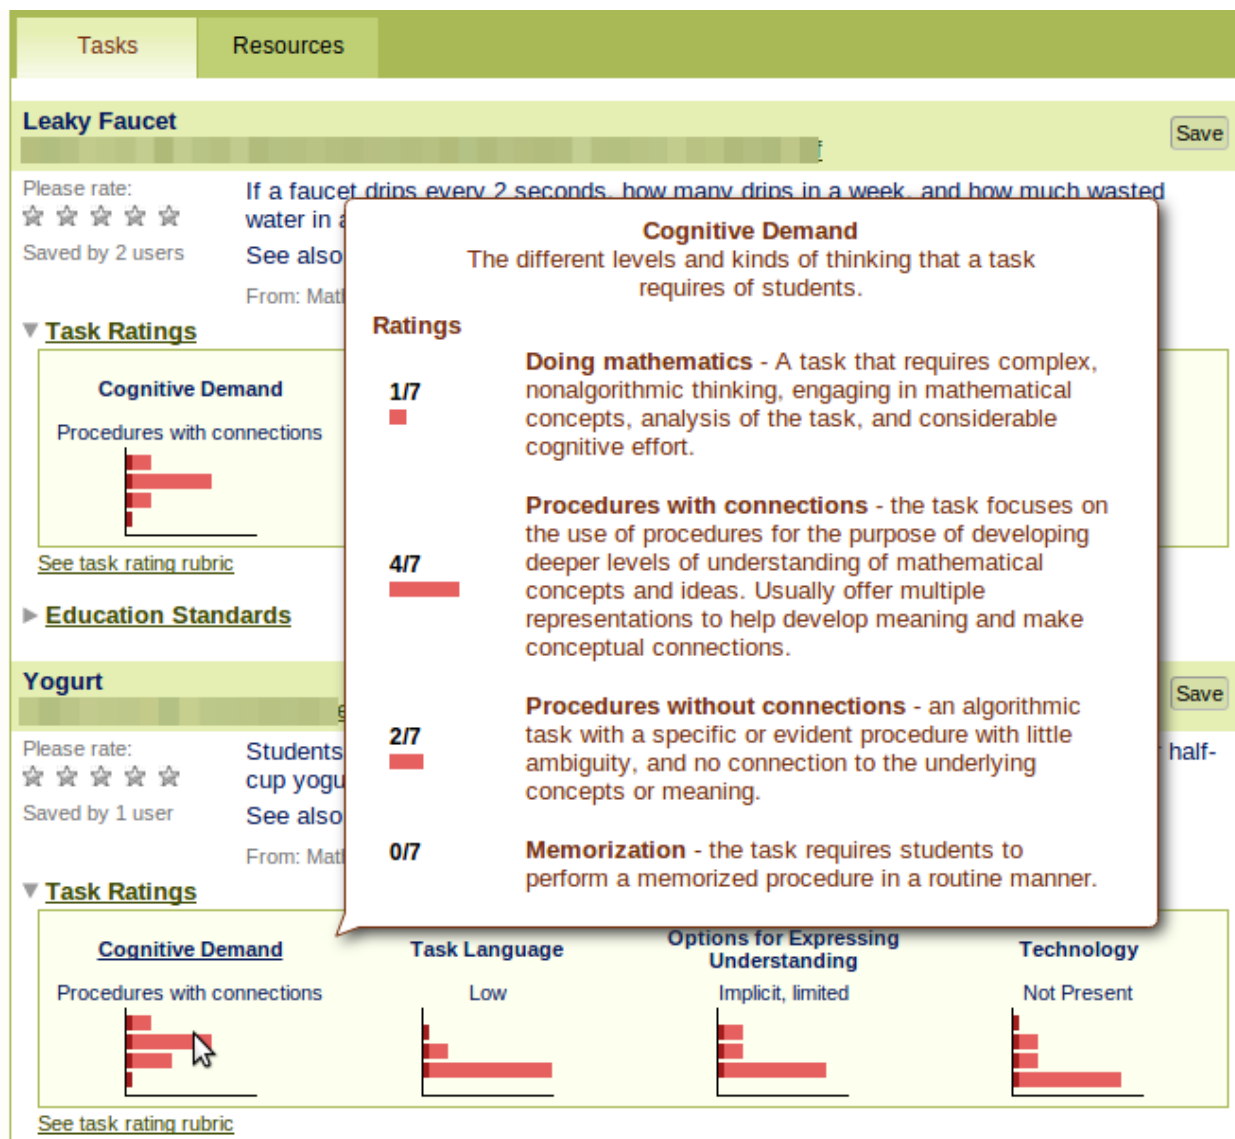 Tasks
Resources
Leaky Faucet
Save
Please rate:
If a faucet drips every 2 seconds, how many drips in a week, and how much wasted
water in
Saved by 2 users
See also
From:
Task Ratings
Cognitive Demand
Procedures with connections
See task rating rubric
Education Standards
Cognitive Demand
The different levels and kinds of thinking that a task
requires of students.
Ratings
1/7
Doing mathematics - A task that requires complex,
nonalgorithmic thinking, engaging in mathematical
concepts, analysis of the task, and considerable
cognitive effort.
4/7
Procedures with connections - the task focuses on
the use of procedures for the purpose of developing
deeper levels of understanding of mathematical
concepts and ideas. Usually offer multiple
representations to help develop meaning and make
conceptual connections.
2/7
Procedures without connections - an algorithmic
task with a specific or evident procedure with little
ambiguity, and no connection to the underlying
concepts or meaning.
0/7
Memorization - the task requires students to
perform a memorized procedure in a routine manner.
Yogurt
Save
Please rate:
Students
half-
cup
Saved by 1 user
See also
From:
Task Ratings
Cognitive Demand
Procedures with connections
Task Language
Low
Options for Expressing
Understanding
Implicit, limited
Technology
Not Present
See task rating rubric